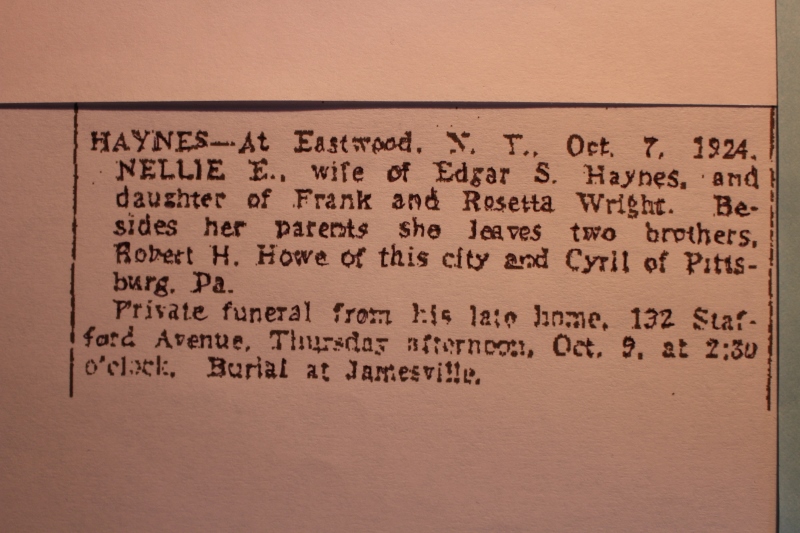 HAYNES—At Eastwood, N. Y., Oct. 7, 1924,
NELLIE E., wife of Edgar S. Haynes, and
daughter of Frank and Rosetta Wright. Be-
sides her parents she leaves two brothers,
Robert H. Howe of this city and Cyril of Pitts-
burg, Pa.
Private funeral from his late home, 132 Staf-
ford Avenue, Thursday afternoon, Oct. 9, at 2:30
o'clock. Burial at Jamesville.